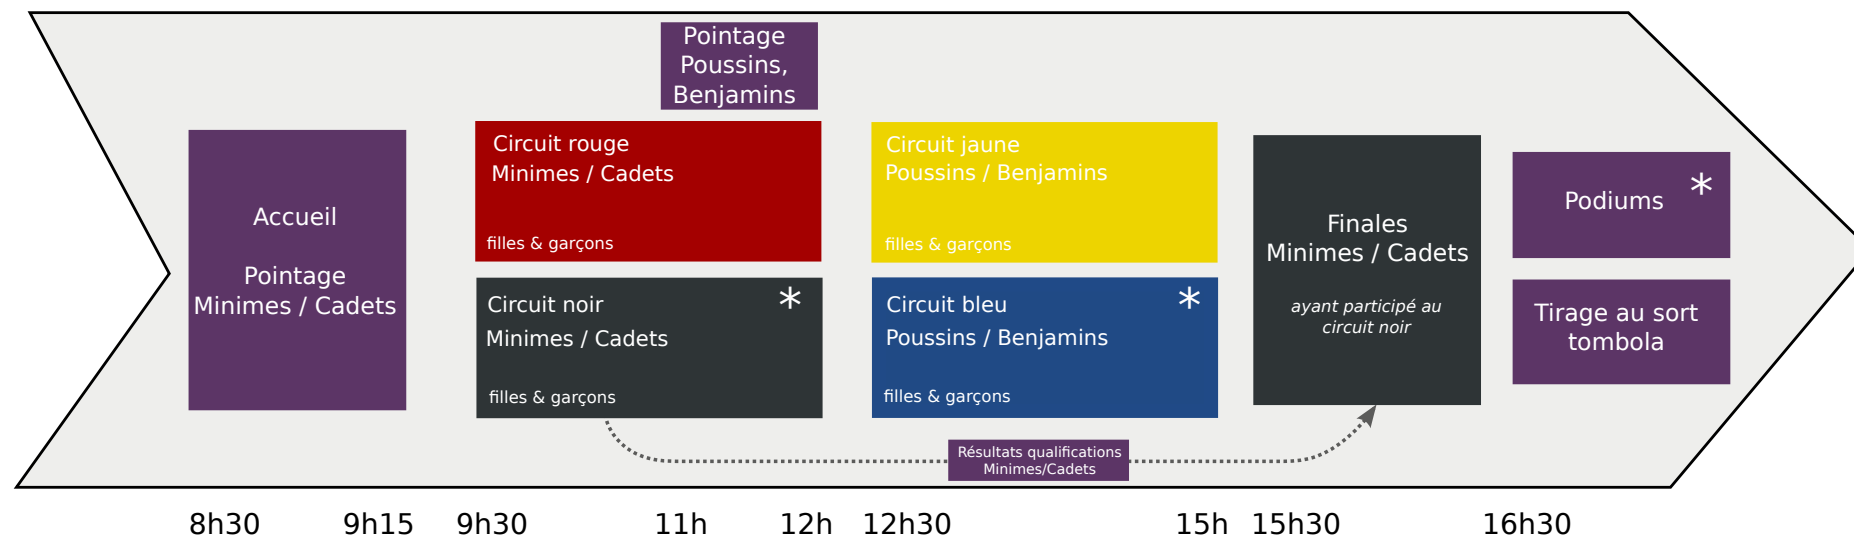 Pointage
Poussins,
Benjamins
Accueil
Pointage
Minimes / Cadets
Circuit rouge
Minimes / Cadets
filles & garçons
Circuit noir
*
Minimes / Cadets
filles & garçons
Circuit jaune
Poussins / Benjamins
filles & garçons
Circuit bleu
*
Poussins / Benjamins
filles & garçons
Résultats qualifications
Minimes/Cadets
Finales
Minimes / Cadets
ayant participé au
circuit noir
Podiums *
Tirage au sort
tombola
8h30 9h15 9h30 11h 12h 12h30 15h 15h30 16h30